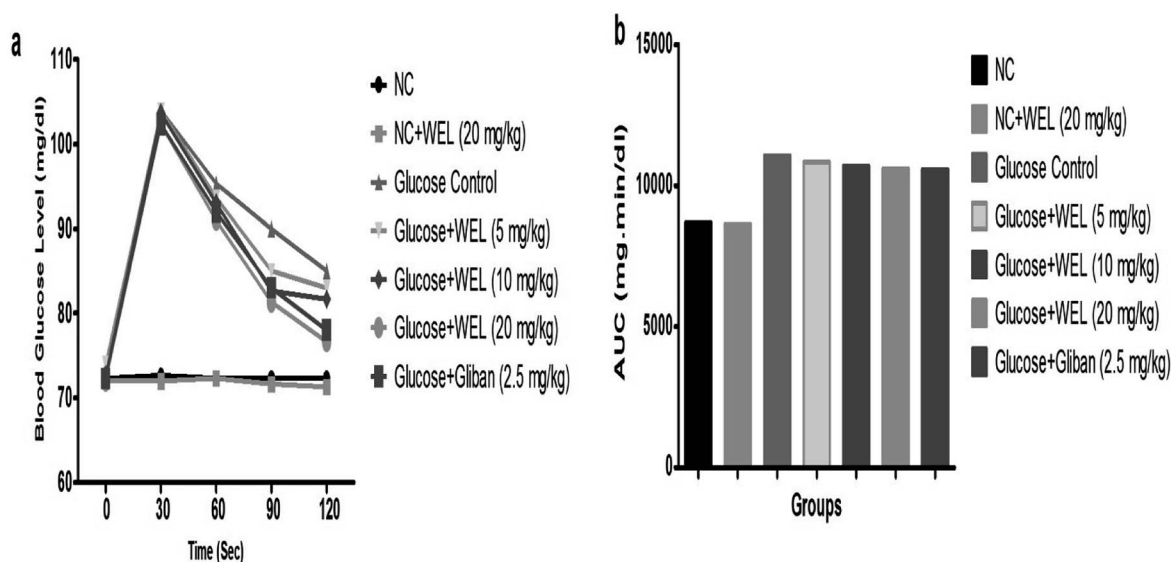 a
Blood Glucose Level (mg/dl)
110
100
90
80
70
60
0 30 60 90 120
Time (Sec)
NC
NC+WEL (20 mg/kg)
Glucose Control
Glucose+WEL (5 mg/kg)
Glucose+WEL (10 mg/kg)
Glucose+WEL (20 mg/kg)
Glucose+Gliban (2.5 mg/kg)
b
AUC (mg.min/dl)
15000
10000
5000
0
Groups
NC
NC+WEL (20 mg/kg)
Glucose Control
Glucose+WEL (5 mg/kg)
Glucose+WEL (10 mg/kg)
Glucose+WEL (20 mg/kg)
Glucose+Gliban (2.5 mg/kg)